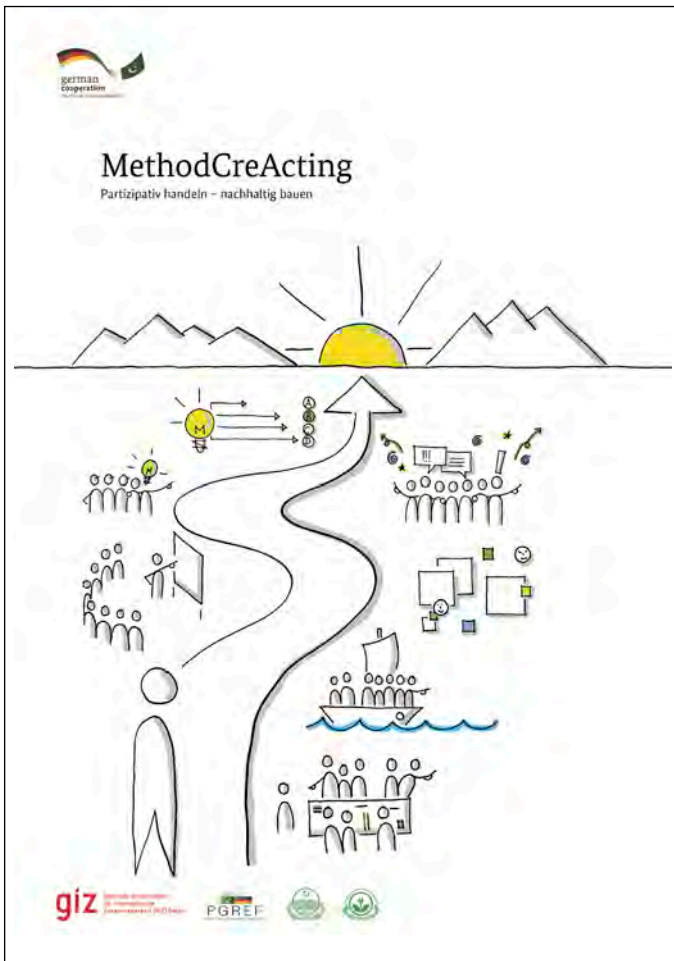 german
cooperation
MethodCreActing
Partizipativ handeln – nachhaltig bauen
M
A
B
C
D
M
!
giz
PGREF